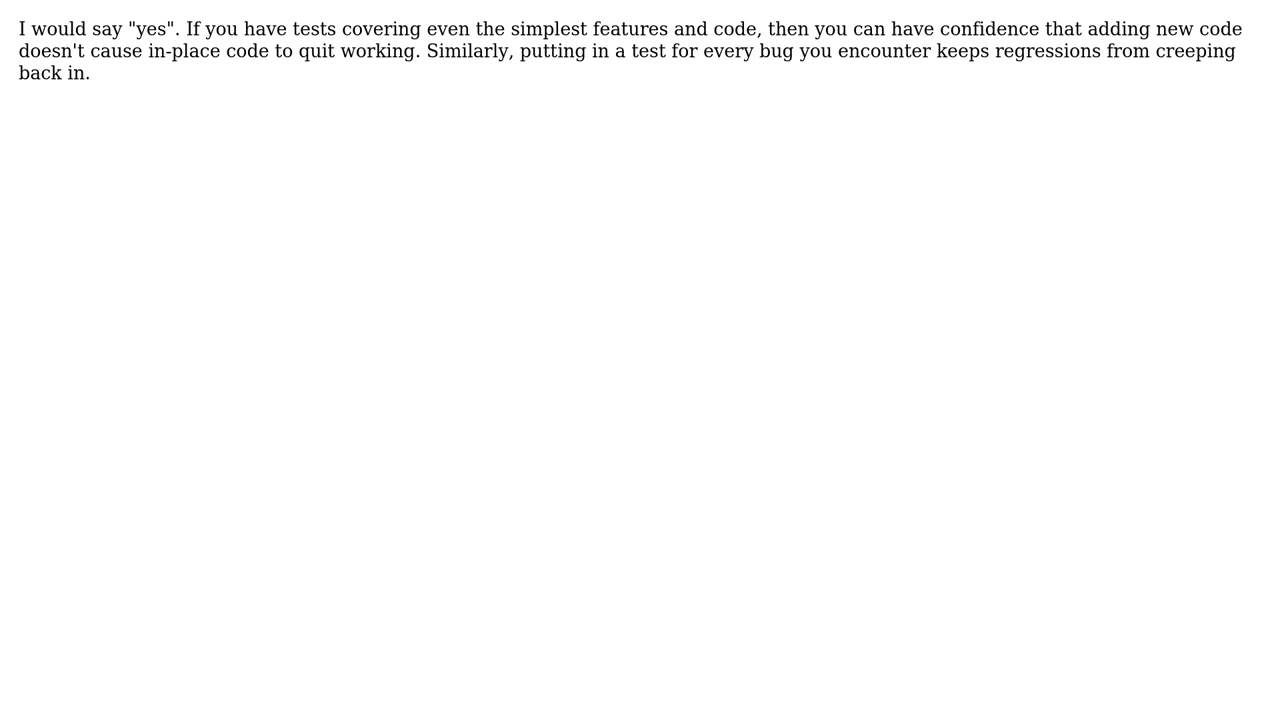 I would say "yes". If you have tests covering even the simplest features and code, then you can have confidence that adding new code
doesn't cause in-place code to quit working. Similarly, putting in a test for every bug you encounter keeps regressions from creeping
back in.